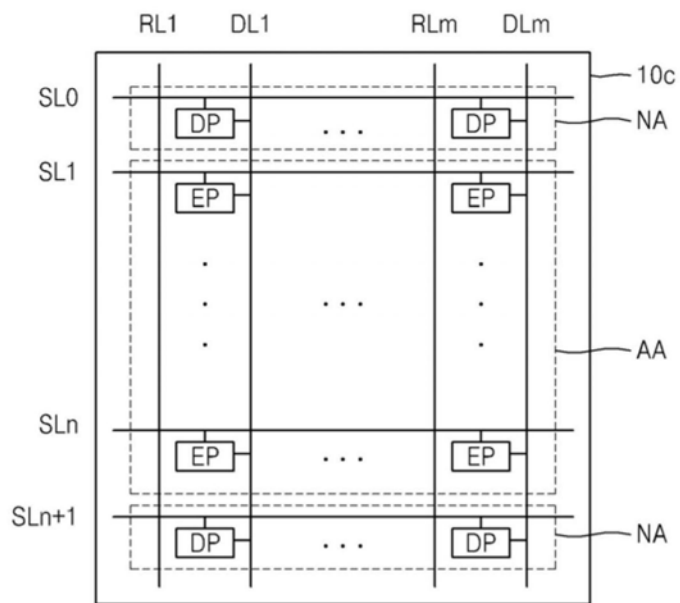 RL1 DL1 RLm DLm
10c
SL0
DP ... DP
NA
SL1
EP EP
...
AA
SLn
EP ... EP
SLn+1
DP ... DP
NA